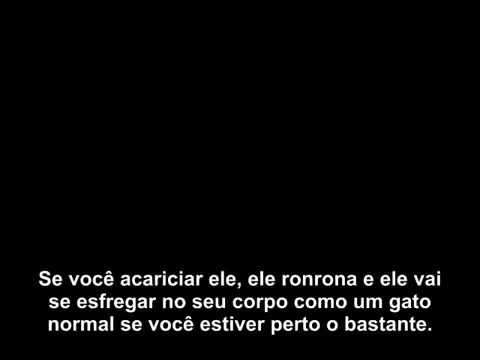 Se você acariciar ele, ele ronrona e ele vai
se esfregar no seu corpo como um gato
normal se você estiver perto o bastante.